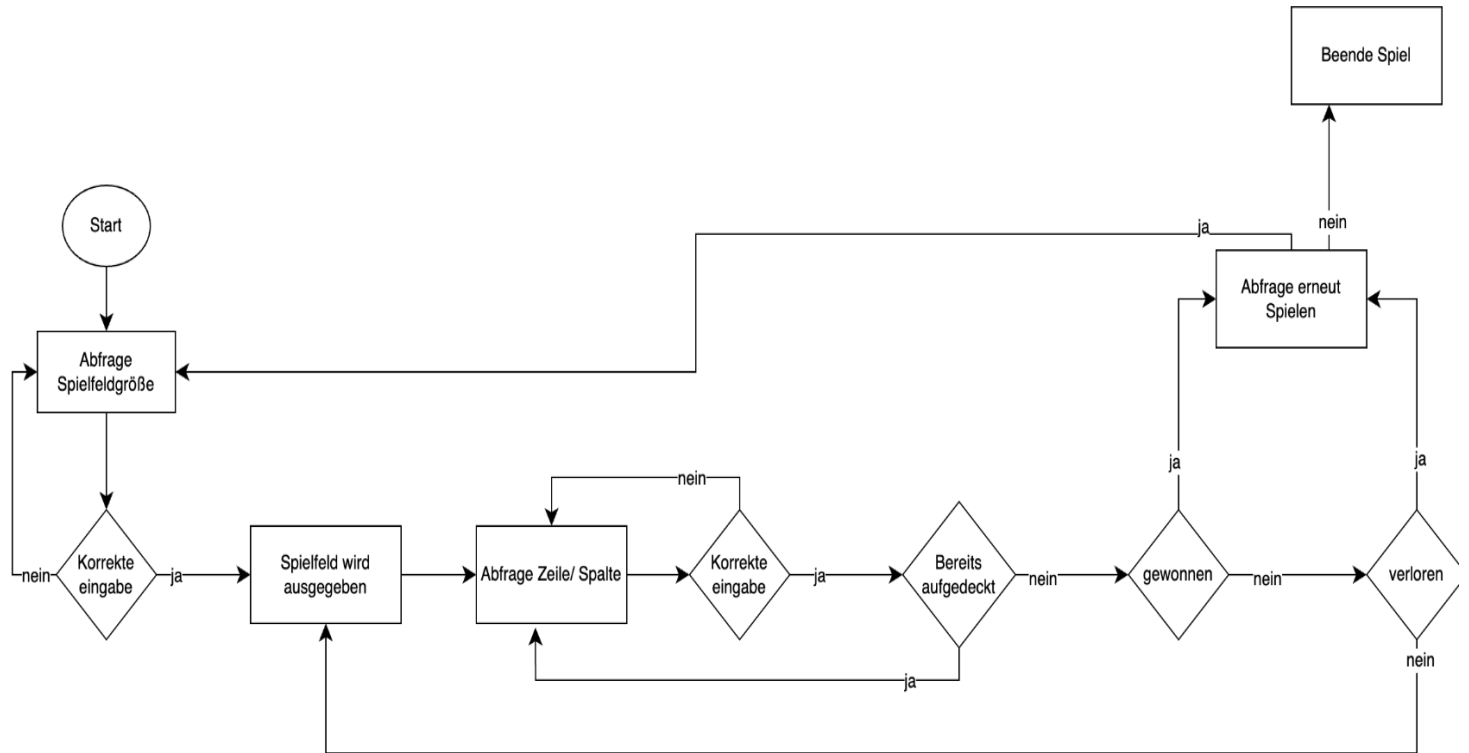 Beende Spiel
Start
nein
ja
Abfrage erneut
Spielen
Abfrage
Spielfeldgröße
ja
ja
nein
Korrekte
eingabe
nein
ja
Spielfeld wird
ausgegeben
Abfrage Zeile/ Spalte
Korrekte
eingabe
ja
Bereits
aufgedeckt
nein
gewonnen
nein
verloren
nein
ja